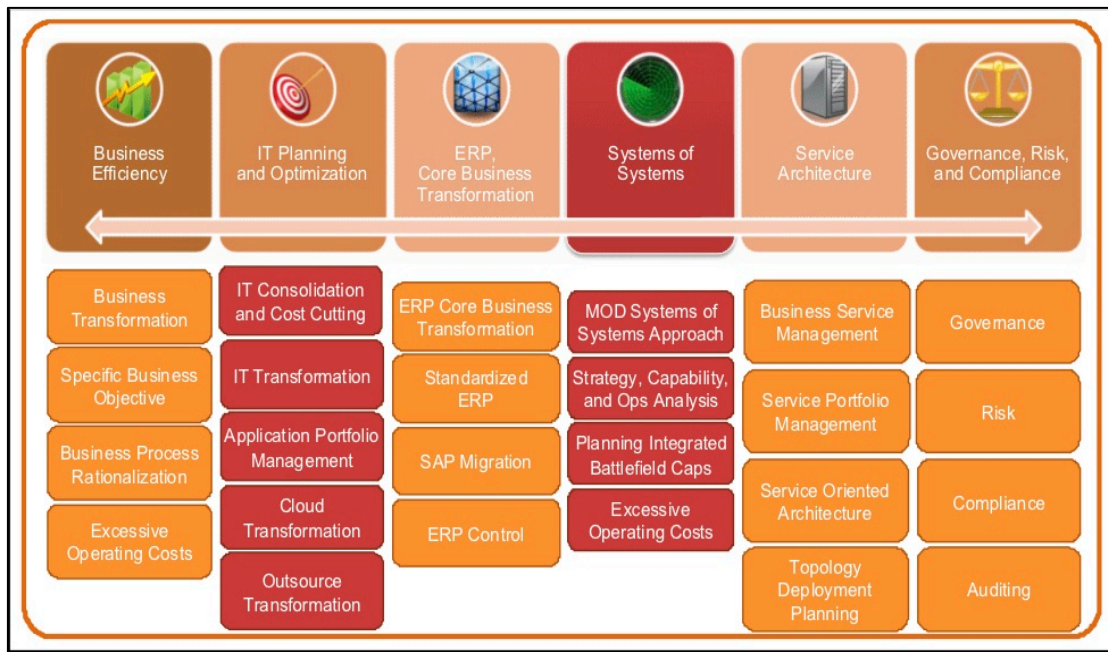 Business
Efficiency
IT Planning
and Optimization
ERP,
Core Business
Transformation
Systems of
Systems
Service
Architecture
Governance, Risk,
and Compliance
Business
Transformation
Specific Business
Objective
Business Process
Rationalization
Excessive
Operating Costs
IT Consolidation
and Cost Cutting
IT Transformation
Application Portfolio
Management
Cloud
Transformation
Outsource
Transformation
ERP Core Business
Transformation
Standardized
ERP
SAP Migration
ERP Control
MOD Systems of
Systems Approach
Strategy, Capability,
and Ops Analysis
Planning Integrated
Battlefield Caps
Excessive
Operating Costs
Business Service
Management
Service Portfolio
Management
Service Oriented
Architecture
Topology
Deployment
Planning
Governance
Risk
Compliance
Auditing